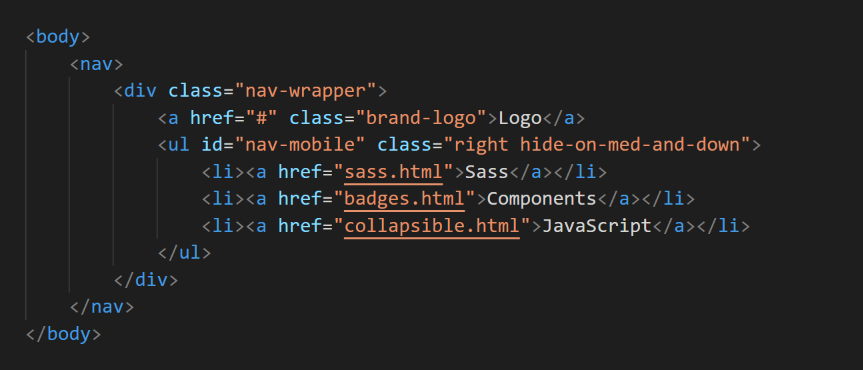 <body>
<nav>
<div class="nav-wrapper">
<a href="#" class="brand-logo">Logo</a>
<ul id="nav-mobile" class="right hide-on-med-and-down">
<li><a href="sass.html">Sass</a></li>
<li><a href="badges.html">Components</a></li>
<li><a href="collapsible.html">JavaScript</a></li>
</ul>
</div>
</nav>
</body>